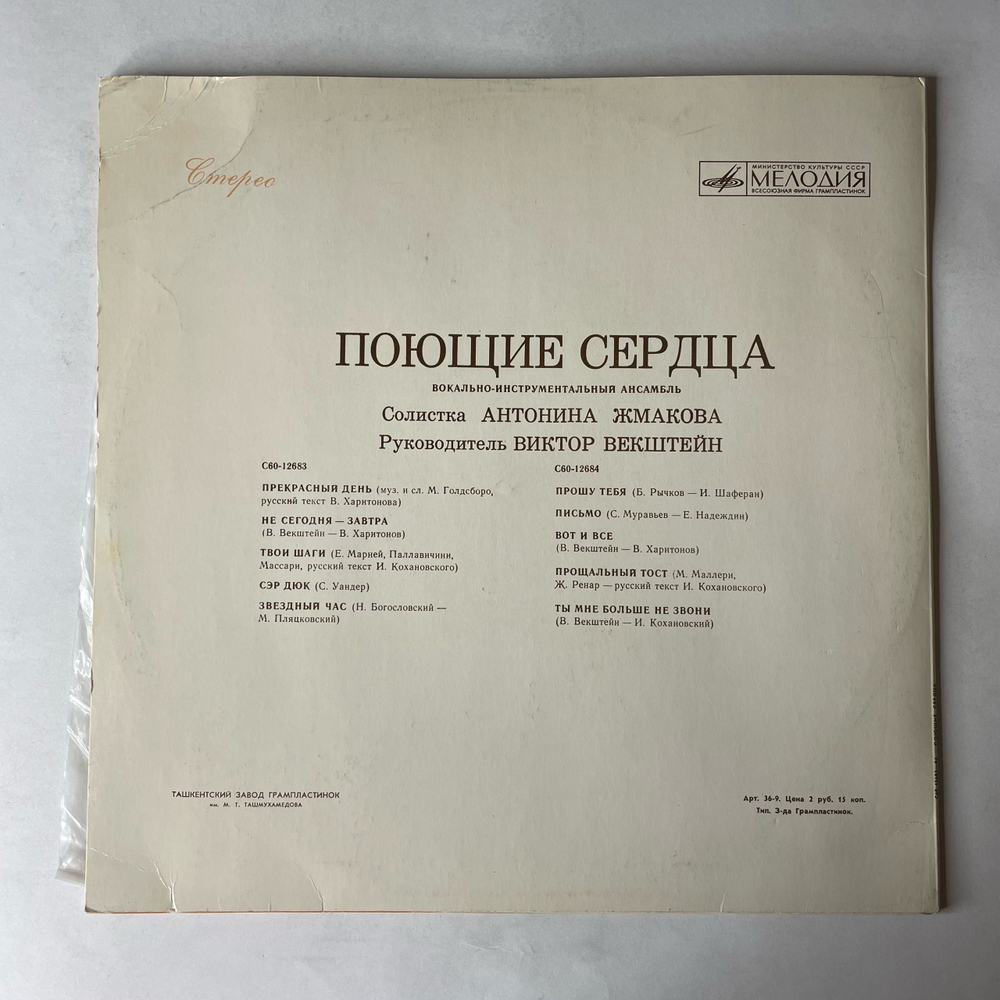 Стерео
МИНИСТЕРСТВО КУЛЬТУРЫ СССР
МЕЛОДИЯ
ВСЕСОЮЗНАЯ ФИРМА ГРАМПЛАСТИНОК
ПОЮЩИЕ СЕРДЦА
ВОКАЛЬНО-ИНСТРУМЕНТАЛЬНЫЙ АНСАМБЛЬ
Солистка АНТОНИНА ЖМАКОВА
Руководитель ВИКТОР ВЕКШТЕЙН
С60-12683
ПРЕКРАСНЫЙ ДЕНЬ (муз. и сл. М. Голдсборо,
русский текст В. Харитонова)
НЕ СЕГОДНЯ — ЗАВТРА
(В. Векштейн — В. Харитонов)
ТВОИ ШАГИ (Е. Марней, Паллавичини,
Массари, русский текст И. Кохановского)
СЭР ДЮК (С. Уандер)
ЗВЕЗДНЫЙ ЧАС (Н. Богословский —
М. Пляцковский)
С60-12684
ПРОШУ ТЕБЯ (Б. Рычков — И. Шаферан)
ПИСЬМО (С. Муравьев — Е. Надеждин)
ВОТ И ВСЕ
(В. Векштейн — В. Харитонов)
ПРОЩАЛЬНЫЙ ТОСТ (М. Маллери,
Ж. Ренар — русский текст И. Кохановского)
ТЫ МНЕ БОЛЬШЕ НЕ ЗВОНИ
(В. Векштейн — И. Кохановский)
ТАШКЕНТСКИЙ ЗАВОД ГРАМПЛАСТИНОК
им. М. Т. ТАШМУХАМЕДОВА
Арт. 36-9. Цена 2 руб. 15 коп.
Тип. З-да Грампластинок.